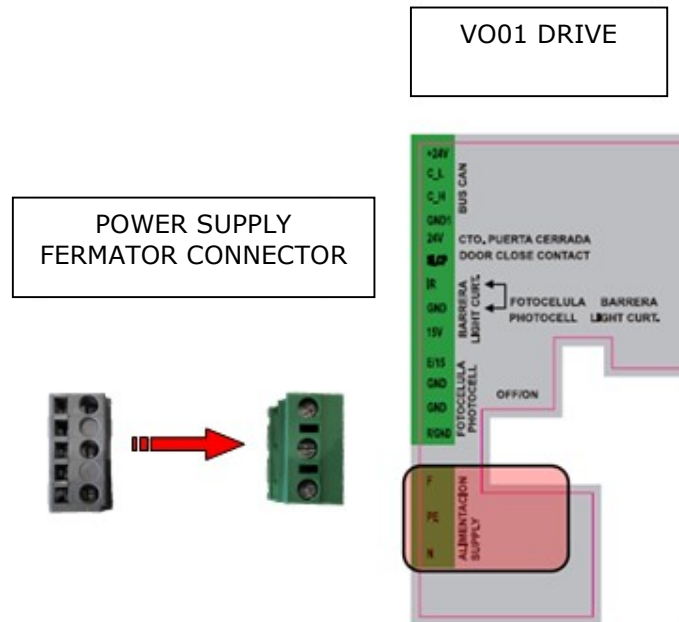 VO01 DRIVE
POWER SUPPLY
FERMATOR CONNECTOR
+24V
C_L
C_H
GND1
BUS CAN
24V
CTO. PUERTA CERRADA
DOOR CLOSE CONTACT
IR
GND
15V
BARRERA
LIGHT CURT.
FOTOCELULA BARRERA
PHOTOCELL LIGHT CURT.
E/15
GND
GND
R/GND
FOTOCELULA
PHOTOCELL
OFF/ON
F
PE
N
ALIMENTACION
SUPPLY